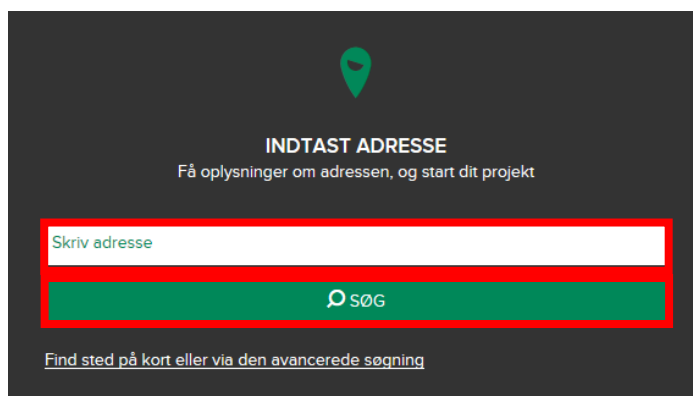 INDTAST ADRESSE
Få oplysninger om adressen, og start dit projekt
Skriv adresse
SØG
Find sted på kort eller via den avancerede søgning